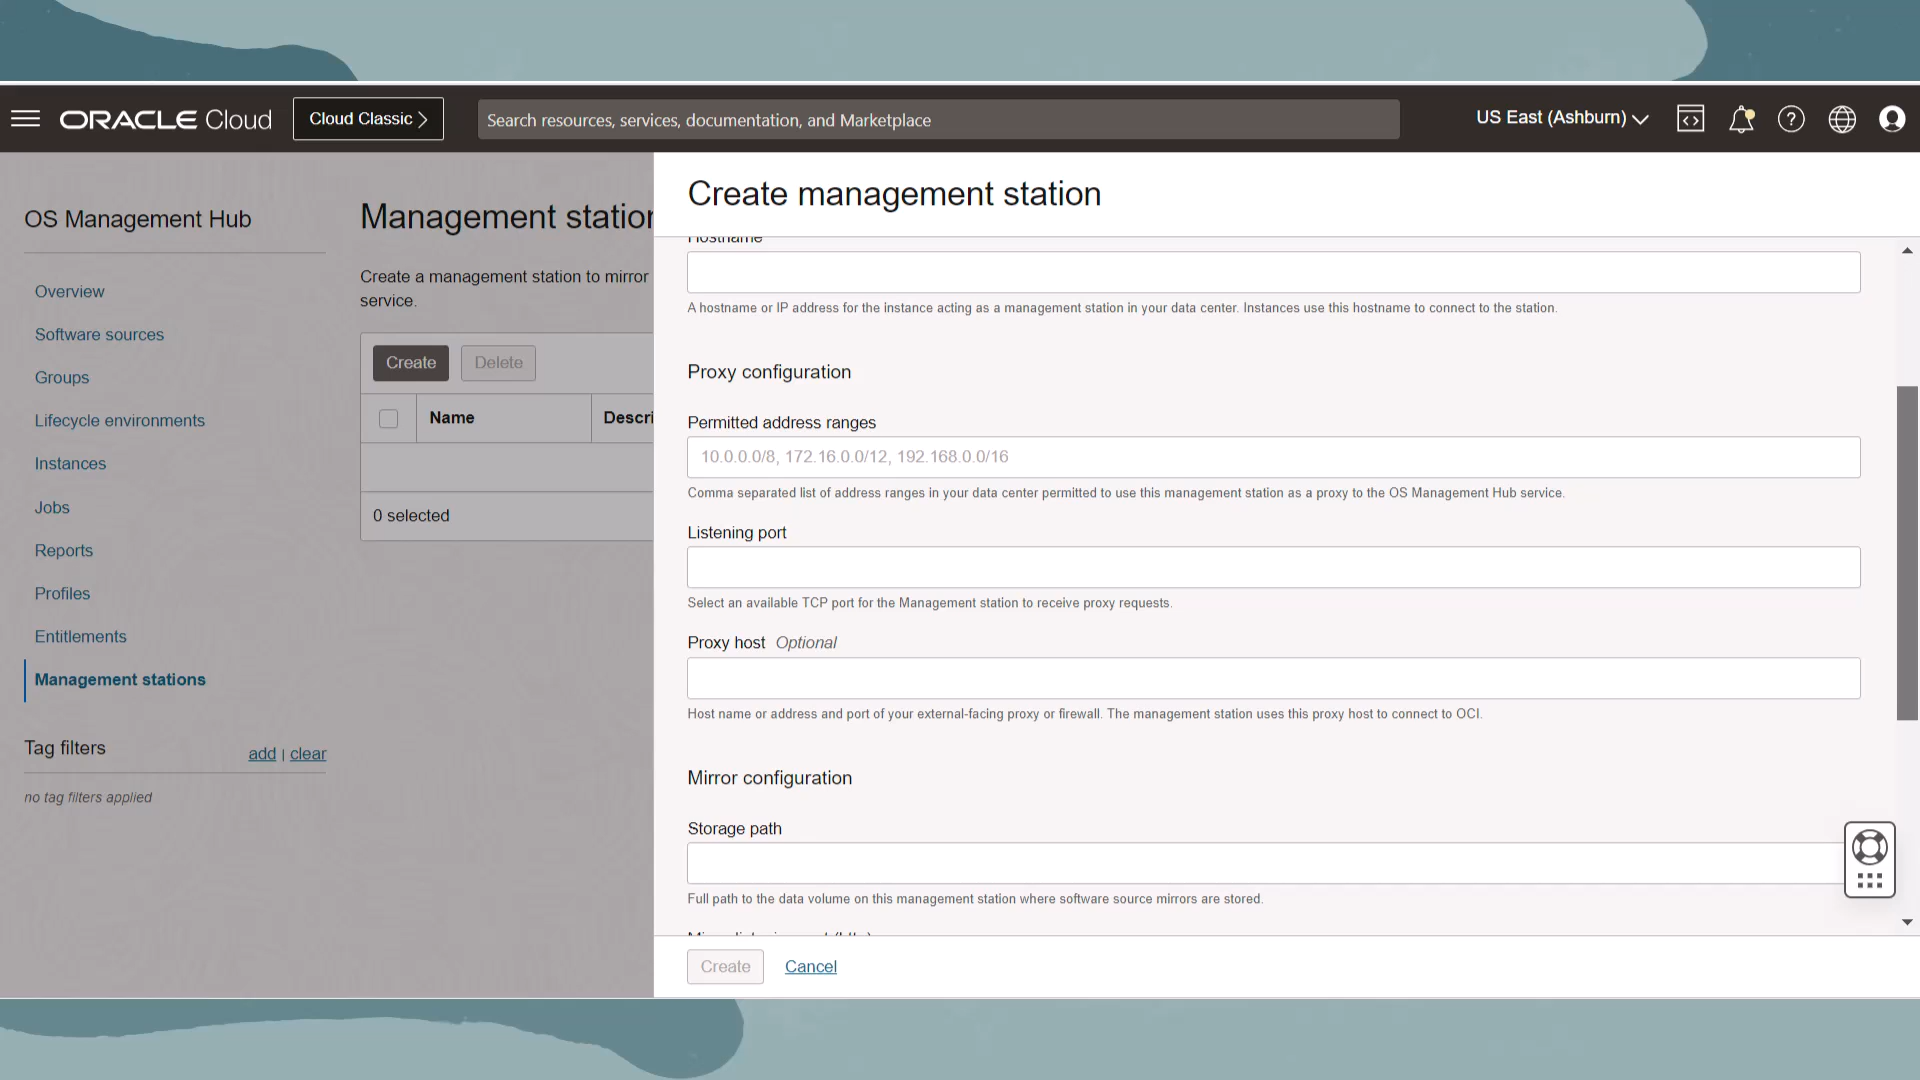 ORACLE Cloud
Cloud Classic
Search resources, services, documentation, and Marketplace
US East (Ashburn)
OS Management Hub
Overview
Software sources
Groups
Lifecycle environments
Instances
Jobs
Reports
Profiles
Entitlements
Management stations
Tag filters
add | clear
no tag filters applied
Management station
Create a management station to mirror
service.
Create
Delete
Name
Descri
0 selected
Create management station
Hostname
A hostname or IP address for the instance acting as a management station in your data center. Instances use this hostname to connect to the station.
Proxy configuration
Permitted address ranges
10.0.0.0/8, 172.16.0.0/12, 192.168.0.0/16
Comma separated list of address ranges in your data center permitted to use this management station as a proxy to the OS Management Hub service.
Listening port
Select an available TCP port for the Management station to receive proxy requests.
Proxy host Optional
Host name or address and port of your external-facing proxy or firewall. The management station uses this proxy host to connect to OCI.
Mirror configuration
Storage path
Full path to the data volume on this management station where software source mirrors are stored.
Create
Cancel